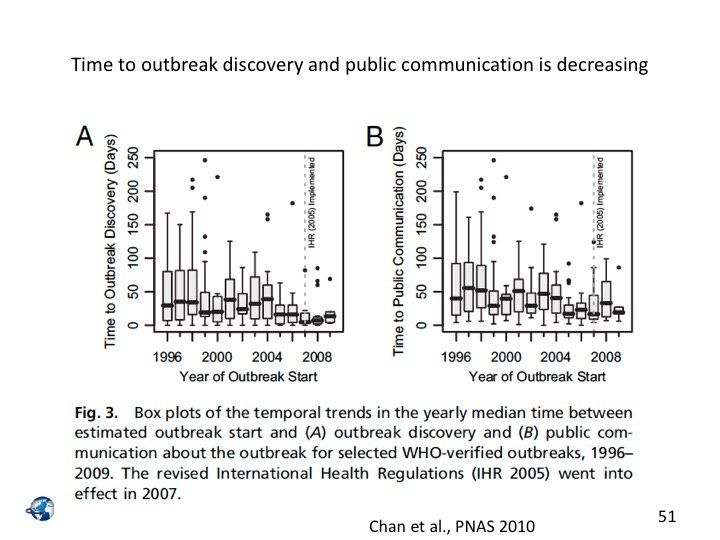 Time to outbreak discovery and public communication is decreasing
A
Time to Outbreak Discovery (Days)
250
200
150
100
50
0
IHR (2005) Implemented
1996 2000 2004 2008
Year of Outbreak Start
B
Time to Public Communication (Days)
250
200
150
100
50
0
IHR (2005) Implemented
1996 2000 2004 2008
Year of Outbreak Start
Fig. 3. Box plots of the temporal trends in the yearly median time between
estimated outbreak start and (A) outbreak discovery and (B) public com-
munication about the outbreak for selected WHO-verified outbreaks, 1996–
2009. The revised International Health Regulations (IHR 2005) went into
effect in 2007.
Chan et al., PNAS 2010
51